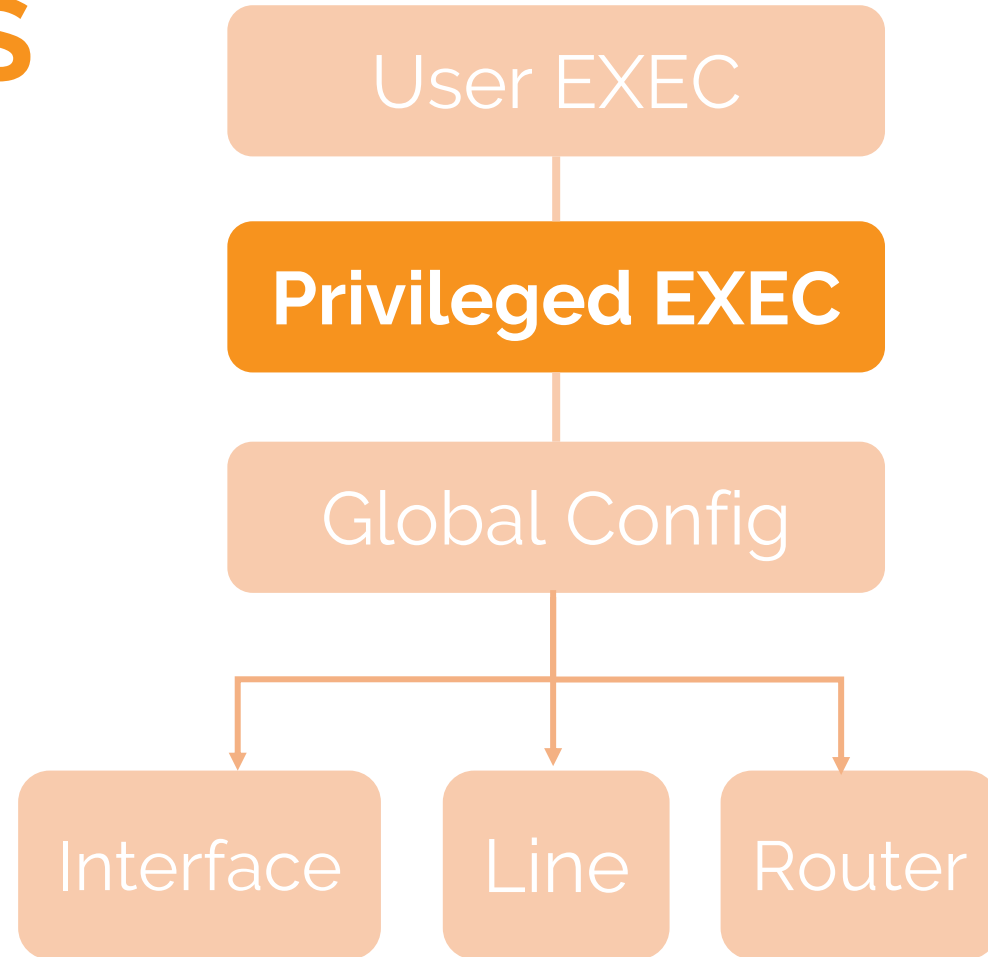 s
User EXEC
Privileged EXEC
Global Config
Interface
Line
Router